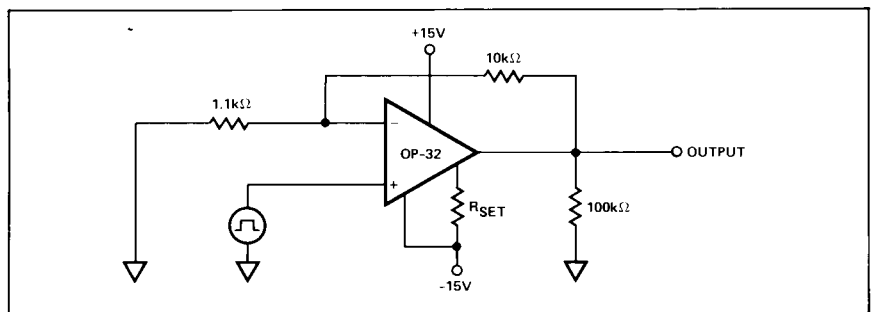 +15V
10kΩ
1.1kΩ
−
OP-32
OUTPUT
+
RSET
100kΩ
-15V